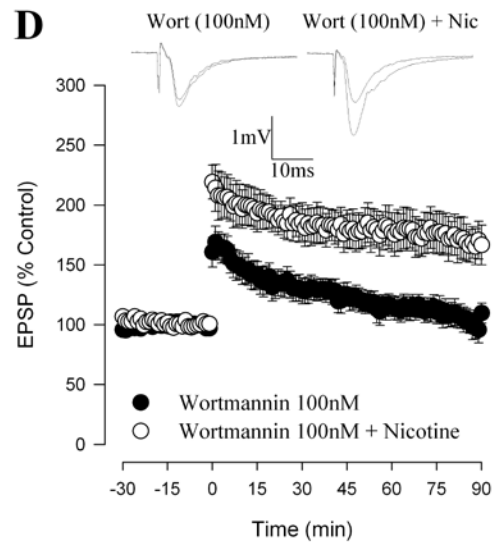 D
Wort (100nM)
Wort (100nM) + Nic
1mV
10ms
EPSP (% Control)
300
250
200
150
100
50
0
Wortmannin 100nM
Wortmannin 100nM + Nicotine
-30 -15 0 15 30 45 60 75 90
Time (min)